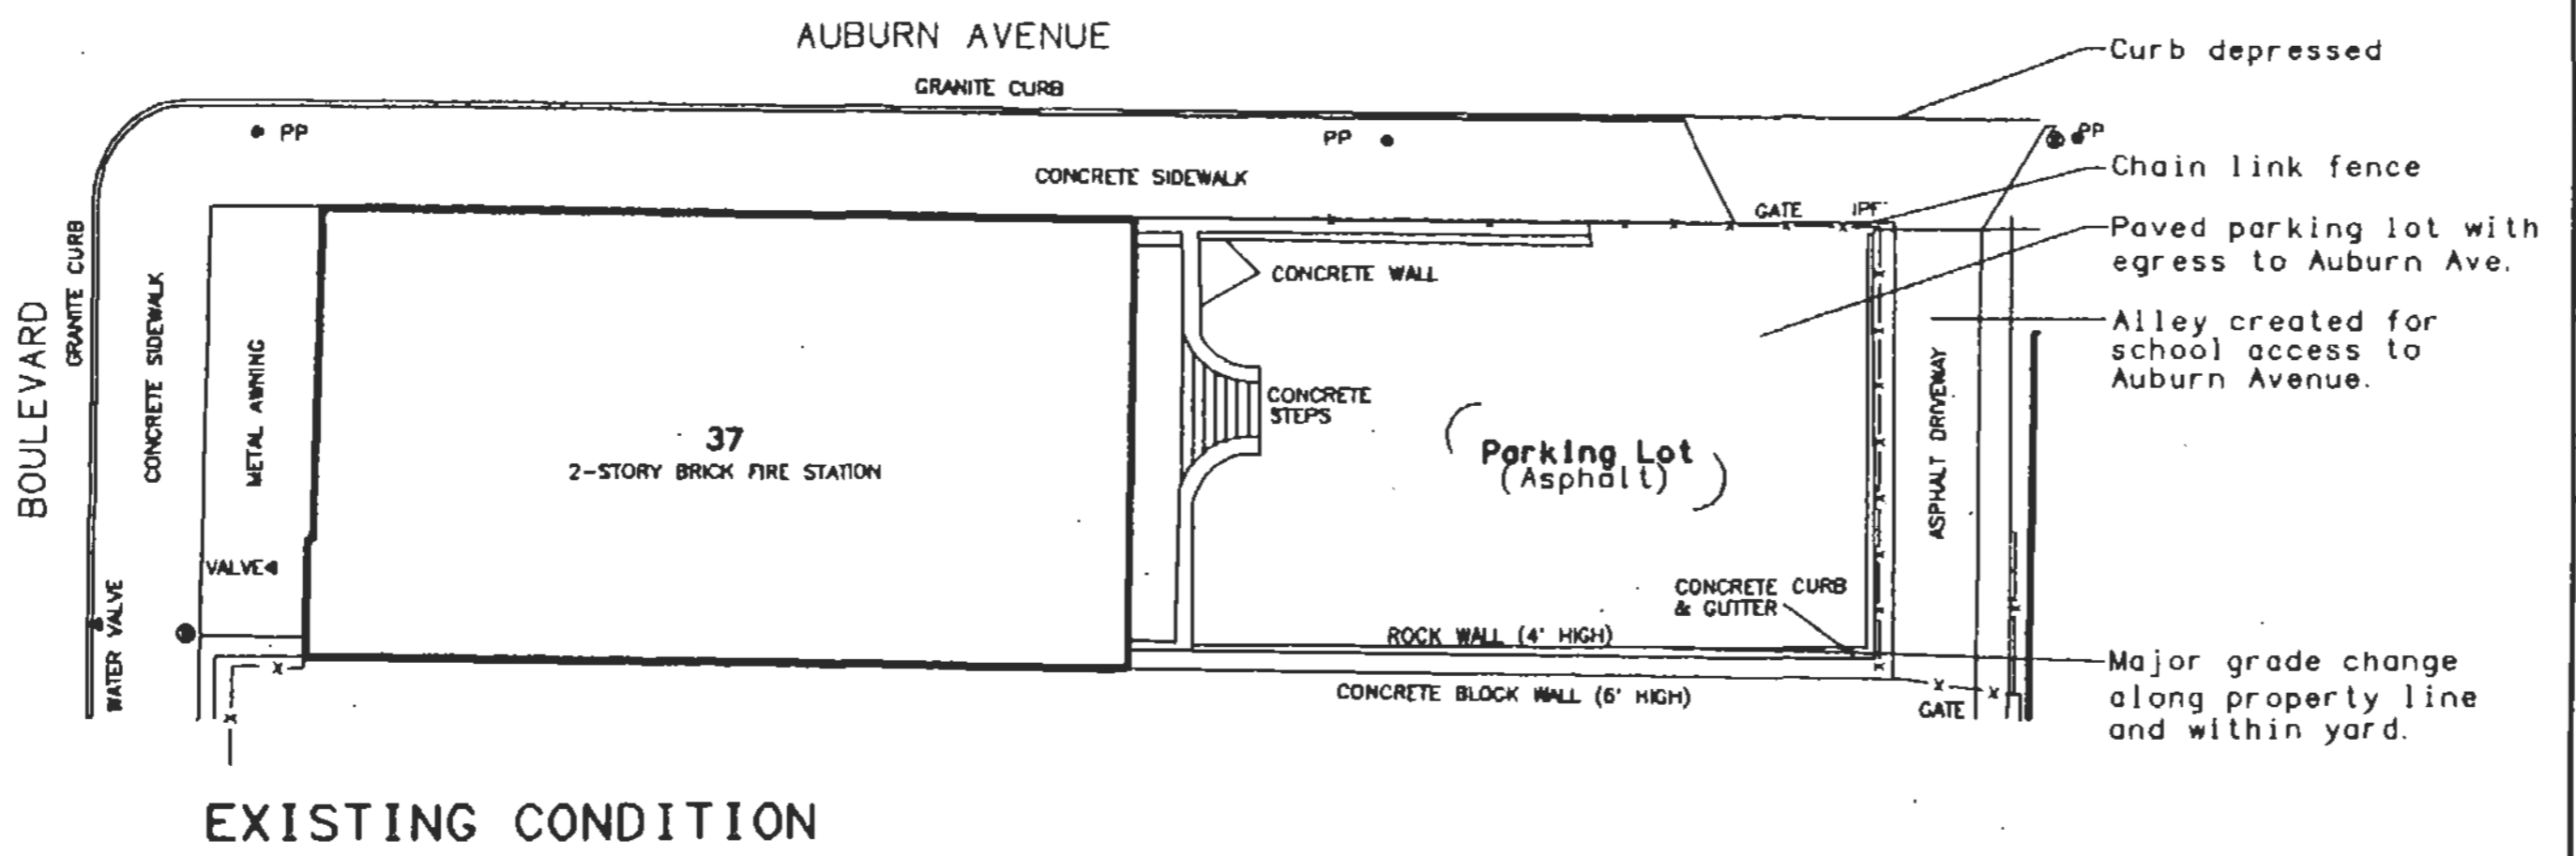 AUBURN AVENUE
Curb depressed
GRANITE CURB
PP
PP
PP
Chain link fence
CONCRETE SIDEWALK
GATE
IPF
Paved parking lot with
egress to Auburn Ave.
BOULEVARD
GRANITE CURB
CONCRETE SIDEWALK
METAL AWNING
CONCRETE WALL
Alley created for
school access to
Auburn Avenue.
ASPHALT DRIVEWAY
CONCRETE
STEPS
37
2-STORY BRICK FIRE STATION
Parking Lot
(Asphalt)
VALVE
WATER VALVE
CONCRETE CURB
& GUTTER
ROCK WALL (4' HIGH)
CONCRETE BLOCK WALL (6' HIGH)
GATE
Major grade change
along property line
and within yard.
EXISTING CONDITION